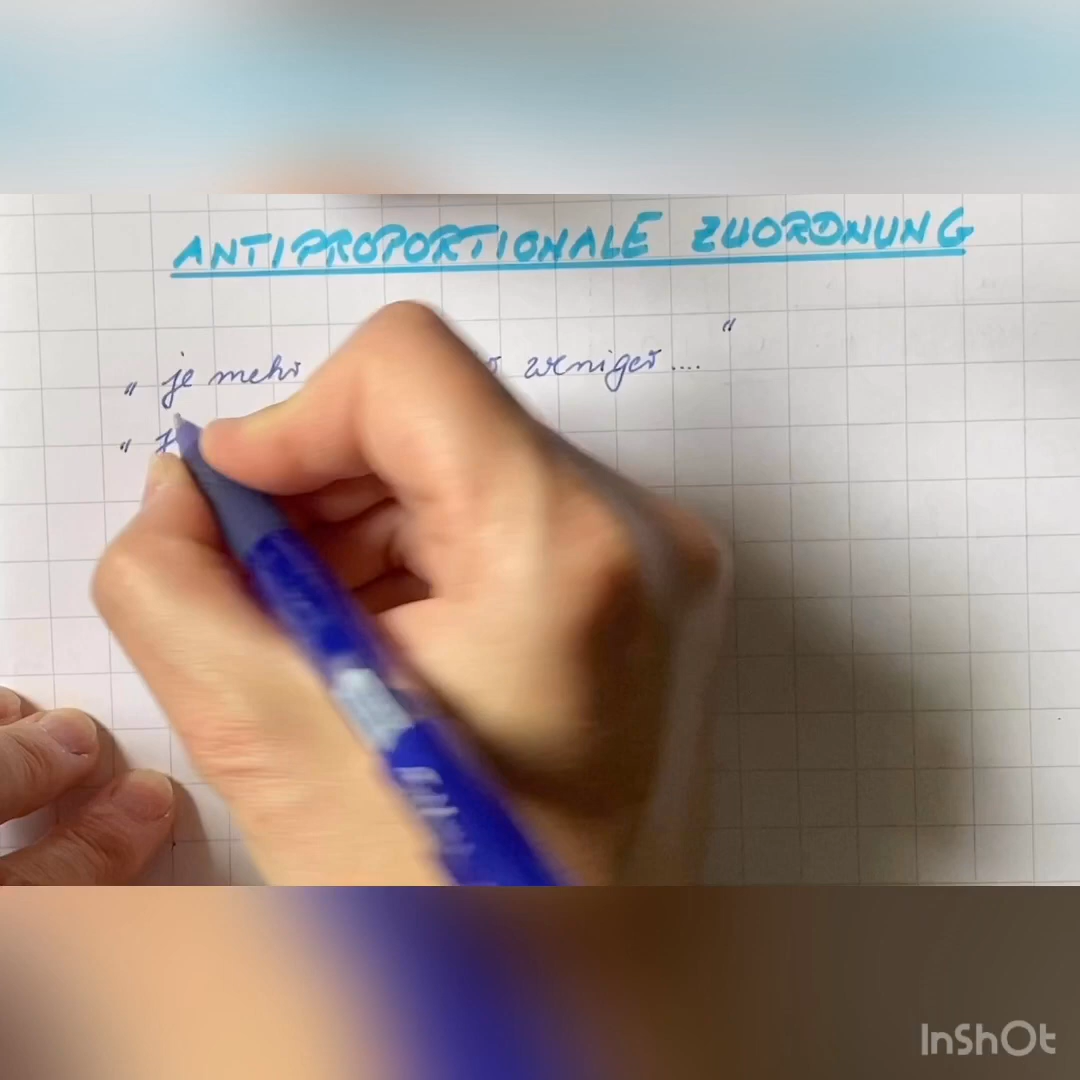 ANTIPROPORTIONALE ZUORDNUNG
„ je mehr weniger .... "
„
InShOt